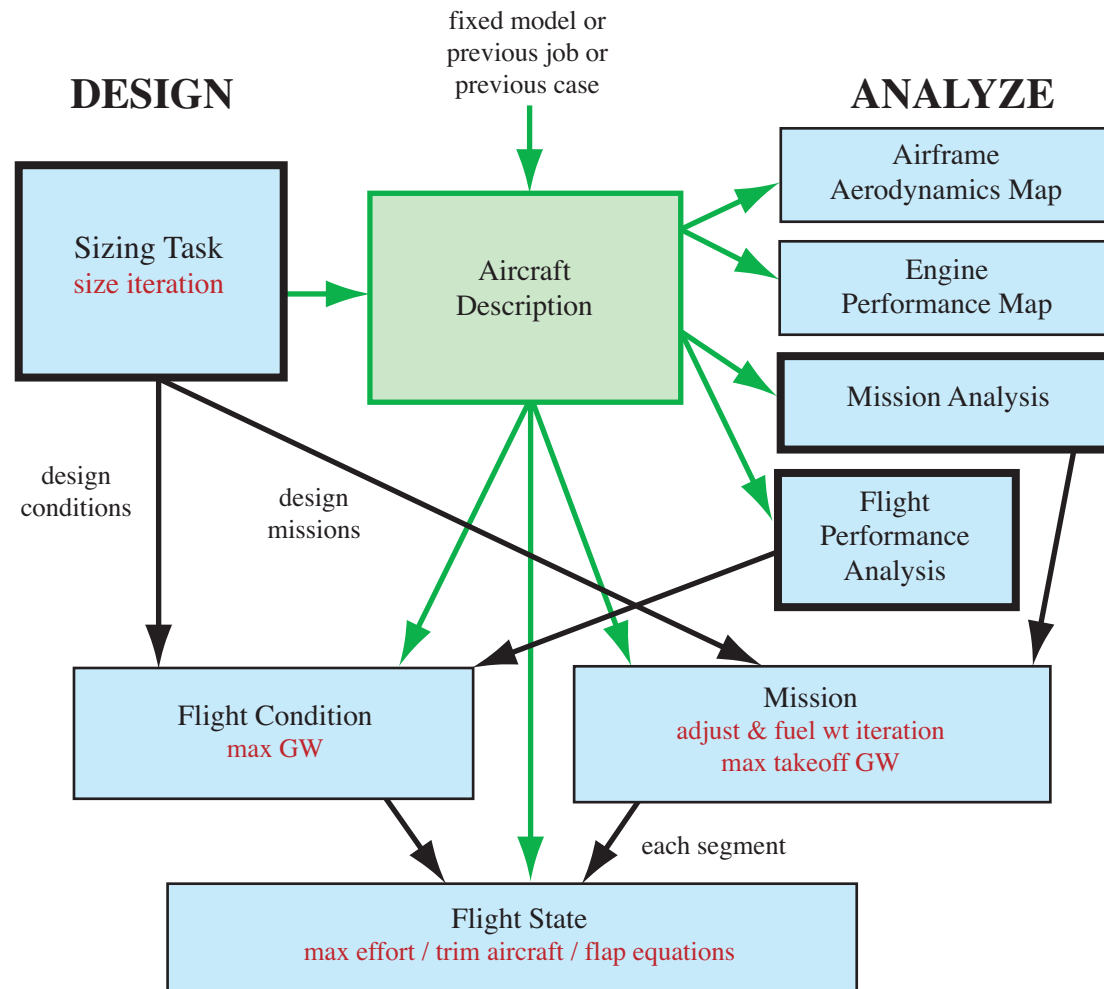 fixed model or
previous job or
previous case
DESIGN
ANALYZE
Sizing Task
size iteration
Aircraft
Description
Airframe
Aerodynamics Map
Engine
Performance Map
Mission Analysis
Flight
Performance
Analysis
design
conditions
design
missions
Flight Condition
max GW
Mission
adjust & fuel wt iteration
max takeoff GW
each segment
Flight State
max effort / trim aircraft / flap equations